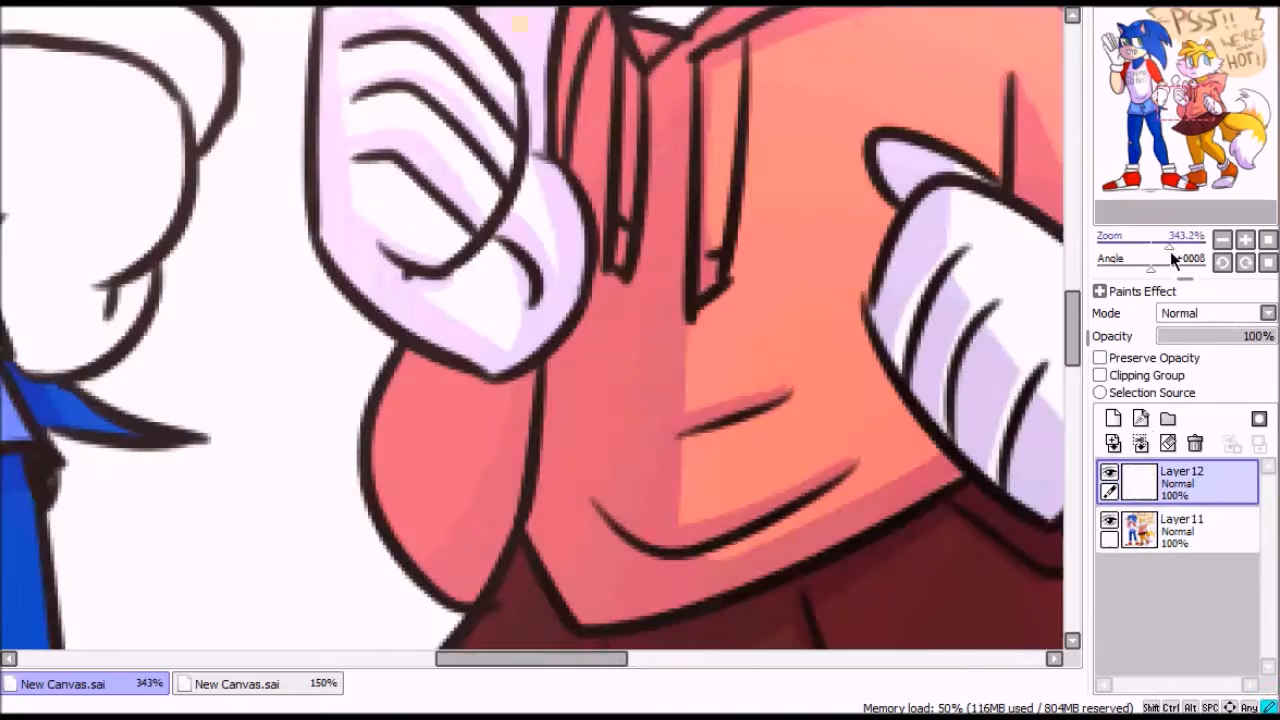 PSST!!
WE'RE
HOT!
Zoom 343.2%
Angle +0008
Paints Effect
Mode Normal
Opacity 100%
Preserve Opacity
Clipping Group
Selection Source
Layer12
Normal
100%
Layer11
Normal
100%
New Canvas.sai 343% New Canvas.sai 150%
Memory load: 50% (116MB used / 804MB reserved) Shift Ctrl Alt SPC Any